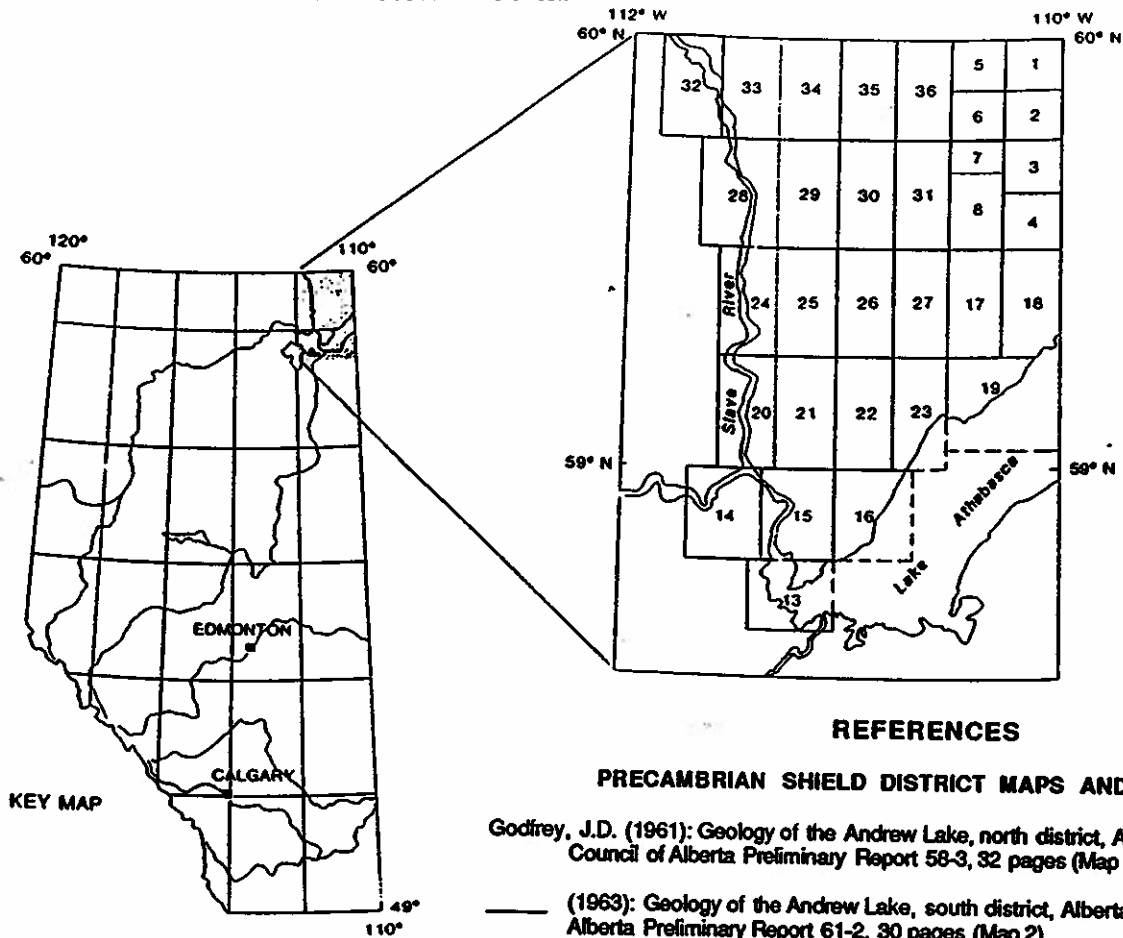 112° W
110° W
60° N
60° N
5
1
32
33
34
35
36
6
2
7
3
28
29
30
31
8
4
120°
110°
60°
60°
River
24
25
26
27
17
18
19
Slave
20
21
22
23
59° N
59° N
Athabasca
14
15
16
Lake
13
EDMONTON
CALGARY
KEY MAP
49°
110°
REFERENCES
PRECAMBRIAN SHIELD DISTRICT MAPS AND
Godfrey, J.D. (1961): Geology of the Andrew Lake, north district, A
Council of Alberta Preliminary Report 58-3, 32 pages (Map
(1963): Geology of the Andrew Lake, south district, Alberta
Alberta Preliminary Report 61-2, 30 pages (Map 2)